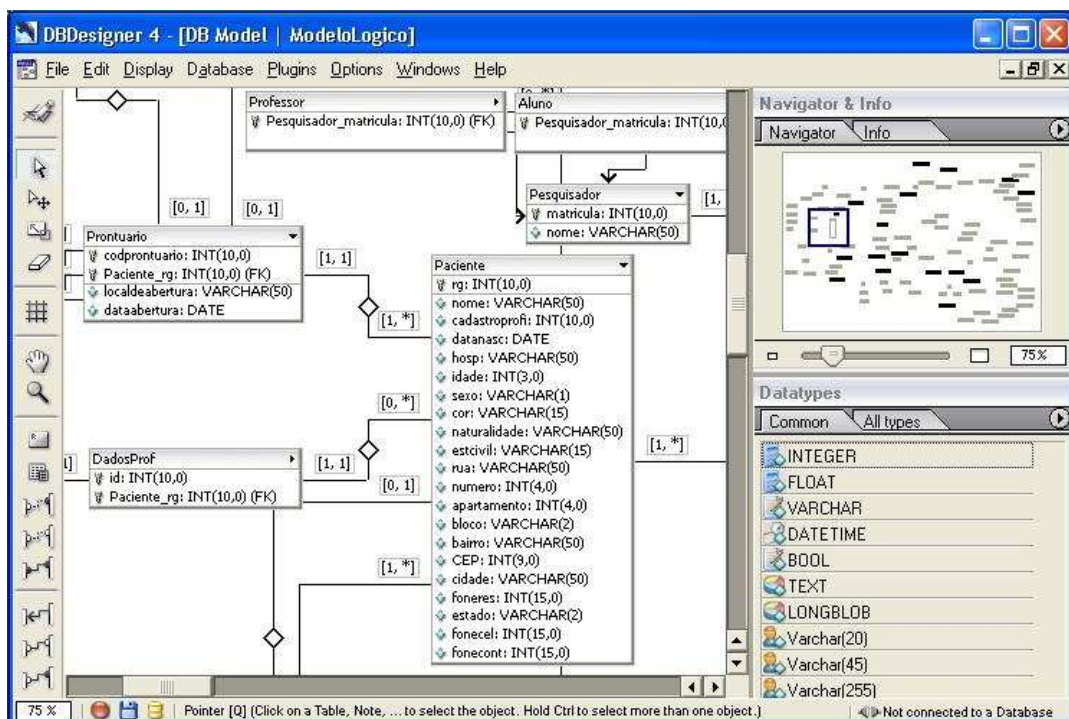 DBDesigner 4 - [DB Model | ModeloLogico]
File Edit Display Database Plugins Options Windows Help
Professor
Pesquisador_matricula: INT(10,0) (FK)
Aluno
Pesquisador_matricula: INT(10,0
Pesquisador
matricula: INT(10,0)
nome: VARCHAR(50)
[1,
[0, 1]
[0, 1]
Prontuario
codprontuario: INT(10,0)
Paciente_rg: INT(10,0) (FK)
localdeabertura: VARCHAR(50)
dataabertura: DATE
[1, 1]
[1, *]
Paciente
rg: INT(10,0)
nome: VARCHAR(50)
cadastroprofi: INT(10,0)
datanasc: DATE
hosp: VARCHAR(50)
idade: INT(3,0)
sexo: VARCHAR(1)
cor: VARCHAR(15)
naturalidade: VARCHAR(50)
estcivil: VARCHAR(15)
rua: VARCHAR(50)
numero: INT(4,0)
apartamento: INT(4,0)
bloco: VARCHAR(2)
bairro: VARCHAR(50)
CEP: INT(9,0)
cidade: VARCHAR(50)
foneres: INT(15,0)
estado: VARCHAR(2)
fonecel: INT(15,0)
fonecont: INT(15,0)
[0, *]
[1, 1]
[0, 1]
[1, *]
[1, *]
DadosProf
id: INT(10,0)
Paciente_rg: INT(10,0) (FK)
Navigator & Info
Navigator Info
75%
Datatypes
Common All types
INTEGER
FLOAT
VARCHAR
DATETIME
BOOL
TEXT
LONGBLOB
Varchar(20)
Varchar(45)
Varchar(255)
75 % Pointer [Q] (Click on a Table, Note, ... to select the object. Hold Ctrl to select more than one object.) Not connected to a Database